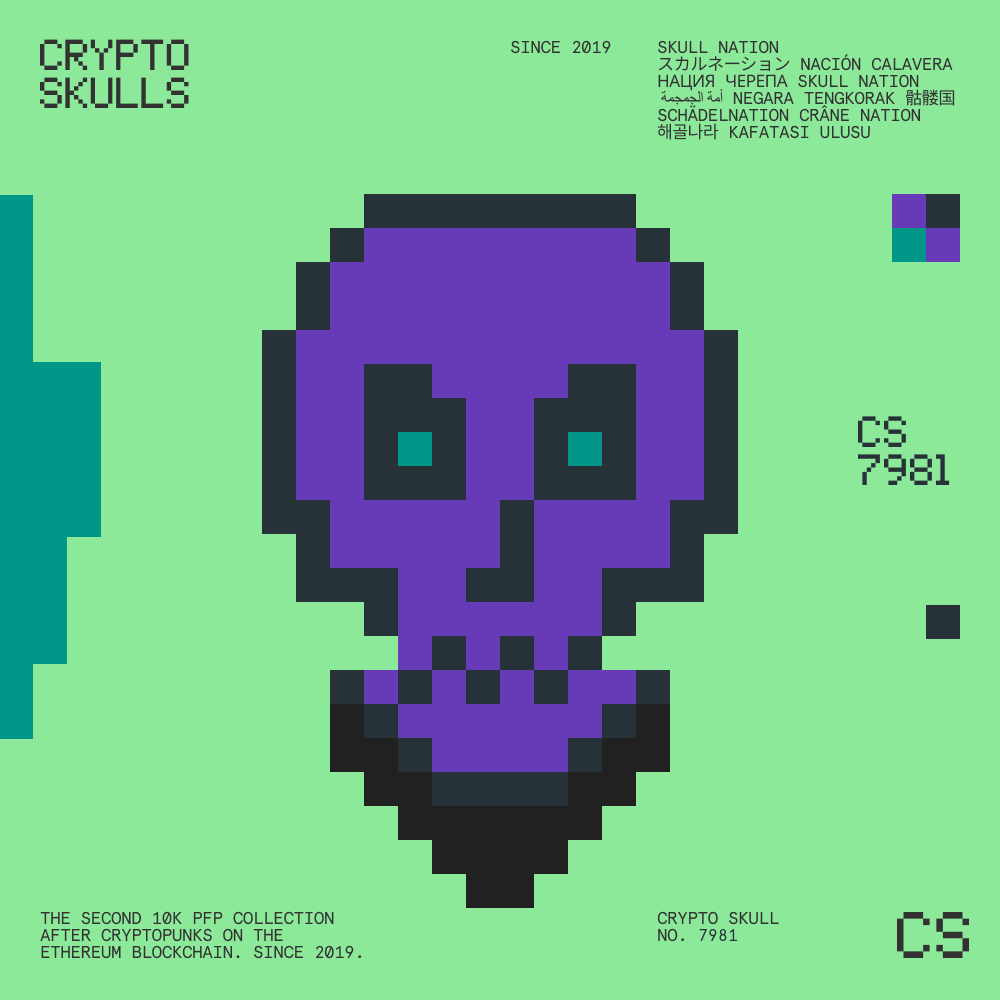 CRYPTO
SKULLS
SINCE 2019
SKULL NATION
スカルネーション NACIÓN CALAVERA
НАЦИЯ ЧЕРЕПА SKULL NATION
أمة الجمجمة NEGARA TENGKORAK 骷髅国
SCHÄDELNATION CRÂNE NATION
해골나라 KAFATASI ULUSU
CS
7981
THE SECOND 10K PFP COLLECTION
AFTER CRYPTOPUNKS ON THE
ETHEREUM BLOCKCHAIN. SINCE 2019.
CRYPTO SKULL
NO. 7981
CS